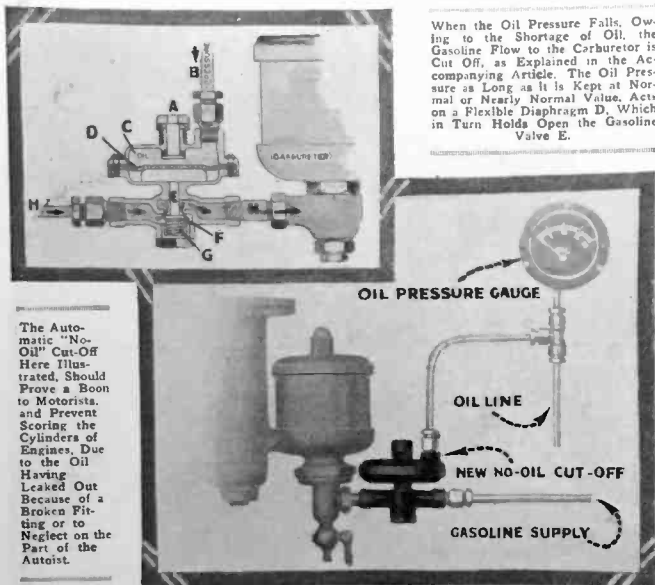 When the Oil Pressure Falls, Ow-
ing to the Shortage of Oil, the
Gasoline Flow to the Carburetor is
Cut Off, as Explained in the Ac-
companying Article. The Oil Pres-
sure as Long as it is Kept at Nor-
mal or Nearly Normal Value, Acts
on a Flexible Diaphragm D, Which
in Turn Holds Open the Gasoline
Valve E.
PRESSURE
B
A
C
D
OIL
CARBURETER
H
E
F
G
OIL PRESSURE GAUGE
OIL LINE
NEW NO-OIL CUT-OFF
GASOLINE SUPPLY
The Auto-
matic "No-
Oil" Cut-Off
Here Illus-
trated, Should
Prove a Boon
to Motorists,
and Prevent
Scoring the
Cylinders of
Engines, Due
to the Oil
Having
Leaked Out
Because of a
Broken Fit-
ting or to
Neglect on the
Part of the
Autoist.